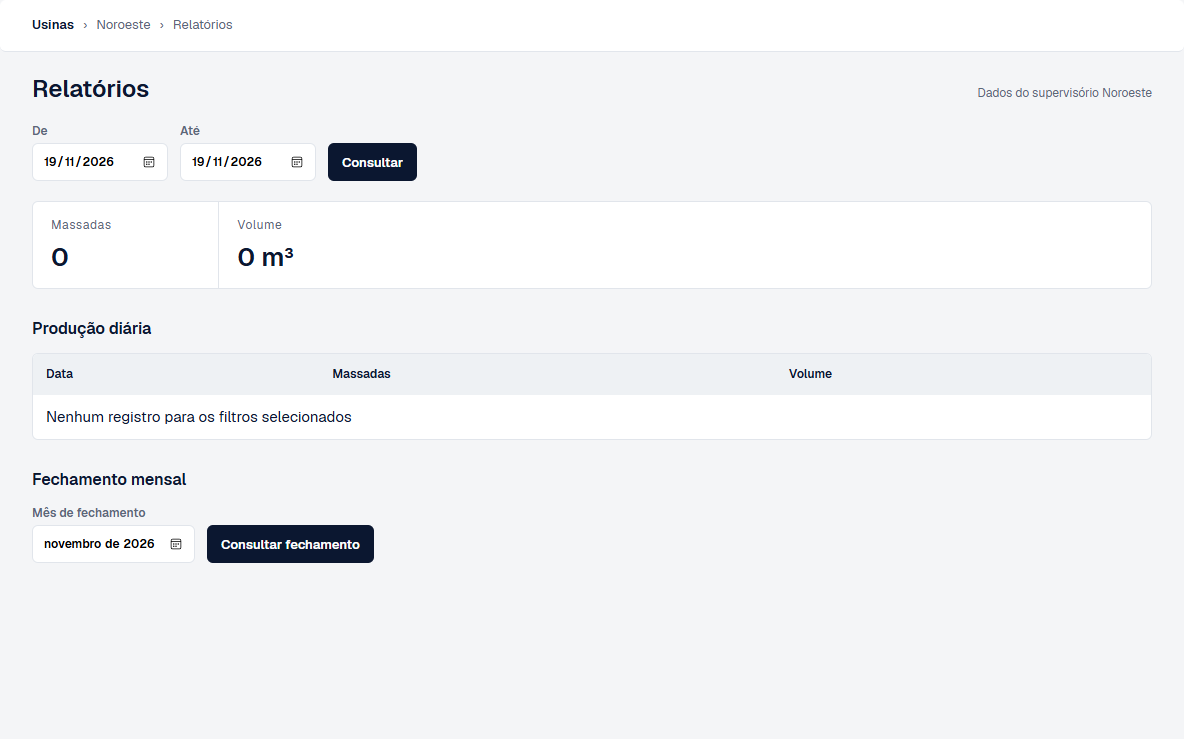 Usinas › Noroeste › Relatórios
Relatórios
Dados do supervisório Noroeste
De Até
19/11/2026 19/11/2026 Consultar
Massadas Volume
0 0 m³
Produção diária
Data Massadas Volume
Nenhum registro para os filtros selecionados
Fechamento mensal
Mês de fechamento
novembro de 2026 Consultar fechamento